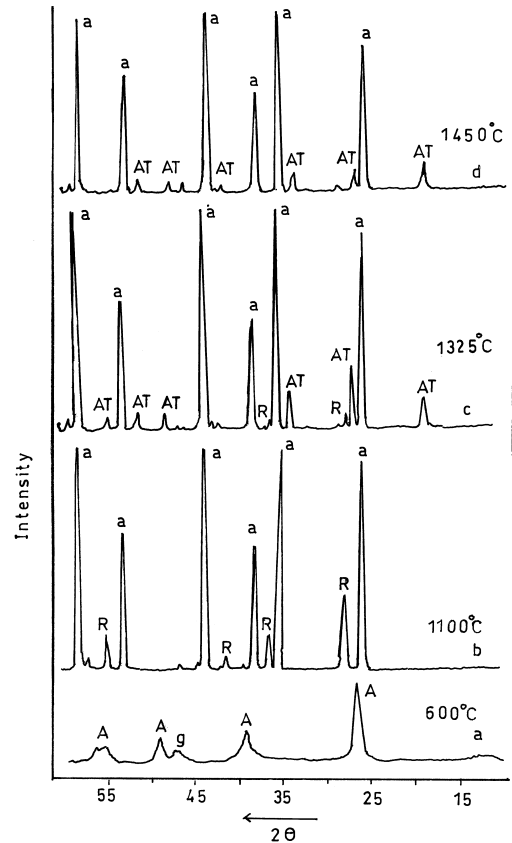 a a a a
a
a
AT AT AT AT AT AT
1450°C
d
a a a
a
a
a
AT AT AT R AT R AT AT
1325°C
c
a a a a
a
a
R R R R
1100°C
b
A A g A A
600°C
a
Intensity
55 45 35 25 15
2θ